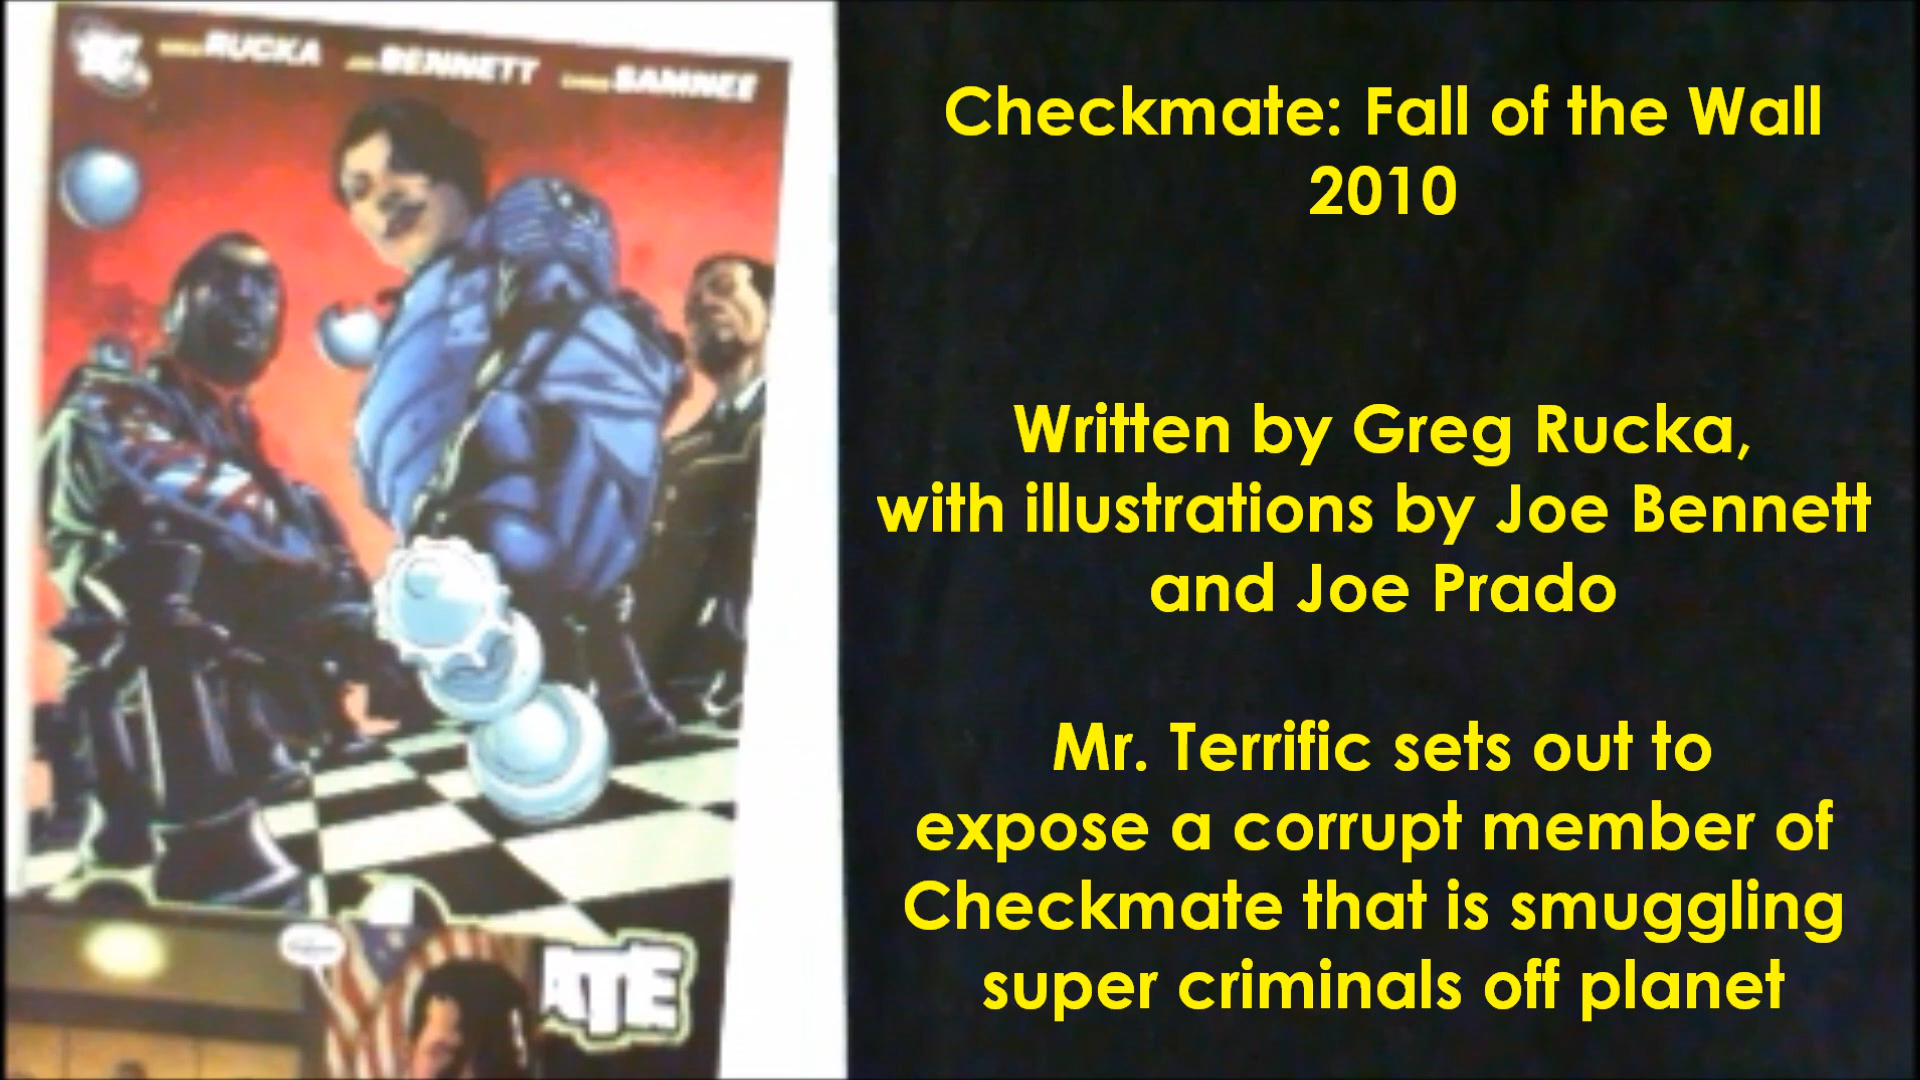 DC
RUCKA BENNETT SAMNEE
ATE
Checkmate: Fall of the Wall
2010
Written by Greg Rucka,
with illustrations by Joe Bennett
and Joe Prado
Mr. Terrific sets out to
expose a corrupt member of
Checkmate that is smuggling
super criminals off planet